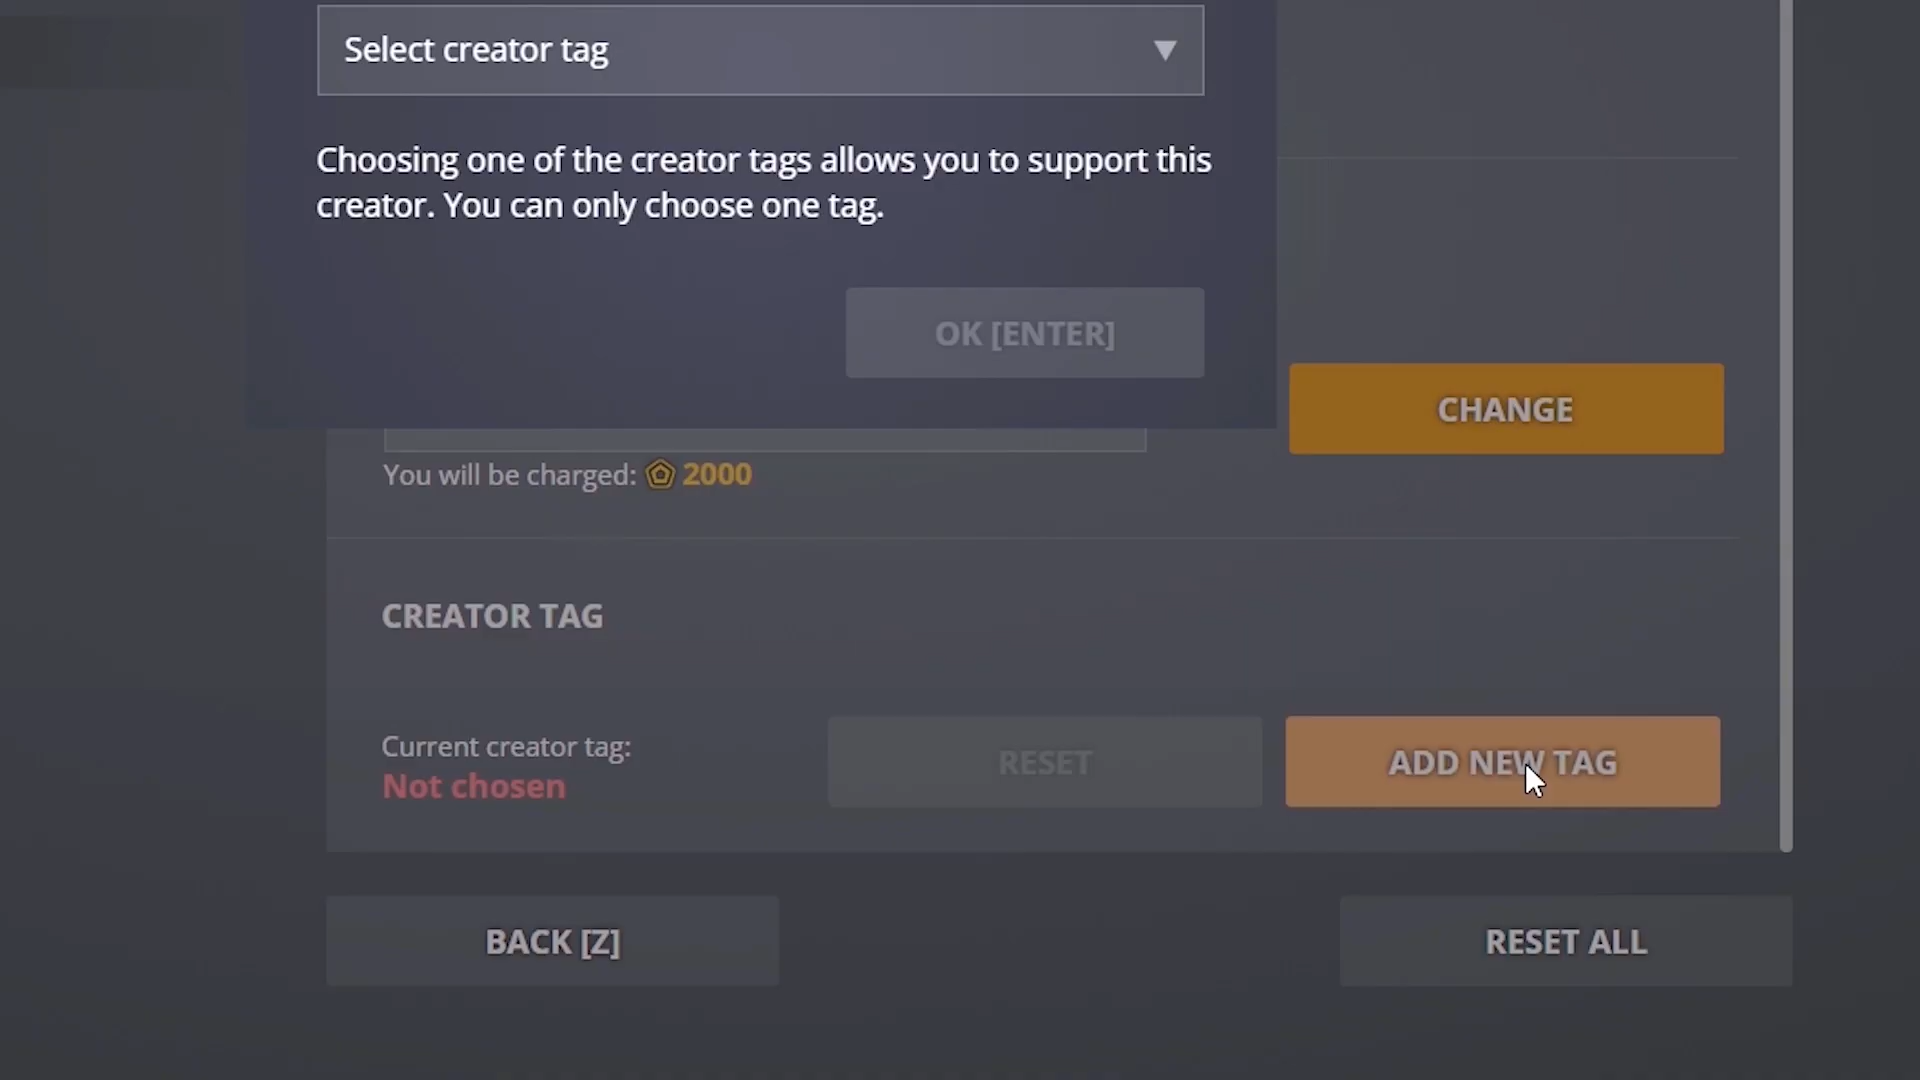 Select creator tag
Choosing one of the creator tags allows you to support this
creator. You can only choose one tag.
OK [ENTER]
CHANGE
You will be charged: 2000
CREATOR TAG
Current creator tag:
Not chosen
RESET
ADD NEW TAG
BACK [Z]
RESET ALL